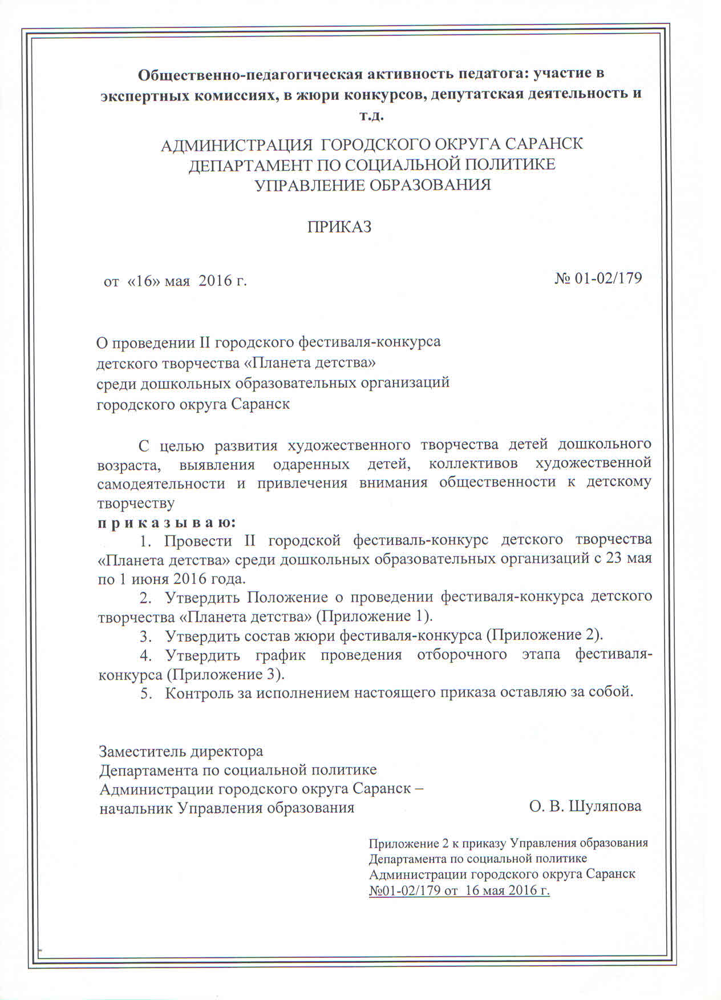 Общественно-педагогическая активность педагога: участие в
экспертных комиссиях, в жюри конкурсов, депутатская деятельность и
т.д.
АДМИНИСТРАЦИЯ ГОРОДСКОГО ОКРУГА САРАНСК
ДЕПАРТАМЕНТ ПО СОЦИАЛЬНОЙ ПОЛИТИКЕ
УПРАВЛЕНИЕ ОБРАЗОВАНИЯ
ПРИКАЗ
от «16» мая 2016 г. № 01-02/179
О проведении II городского фестиваля-конкурса
детского творчества «Планета детства»
среди дошкольных образовательных организаций
городского округа Саранск
С целью развития художественного творчества детей дошкольного
возраста, выявления одаренных детей, коллективов художественной
самодеятельности и привлечения внимания общественности к детскому
творчеству
п р и к а з ы в а ю:
1. Провести II городской фестиваль-конкурс детского творчества
«Планета детства» среди дошкольных образовательных организаций с 23 мая
по 1 июня 2016 года.
2. Утвердить Положение о проведении фестиваля-конкурса детского
творчества «Планета детства» (Приложение 1).
3. Утвердить состав жюри фестиваля-конкурса (Приложение 2).
4. Утвердить график проведения отборочного этапа фестиваля-
конкурса (Приложение 3).
5. Контроль за исполнением настоящего приказа оставляю за собой.
Заместитель директора
Департамента по социальной политике
Администрации городского округа Саранск –
начальник Управления образования О. В. Шуляпова
Приложение 2 к приказу Управления образования
Департамента по социальной политике
Администрации городского округа Саранск
№01-02/179 от 16 мая 2016 г.